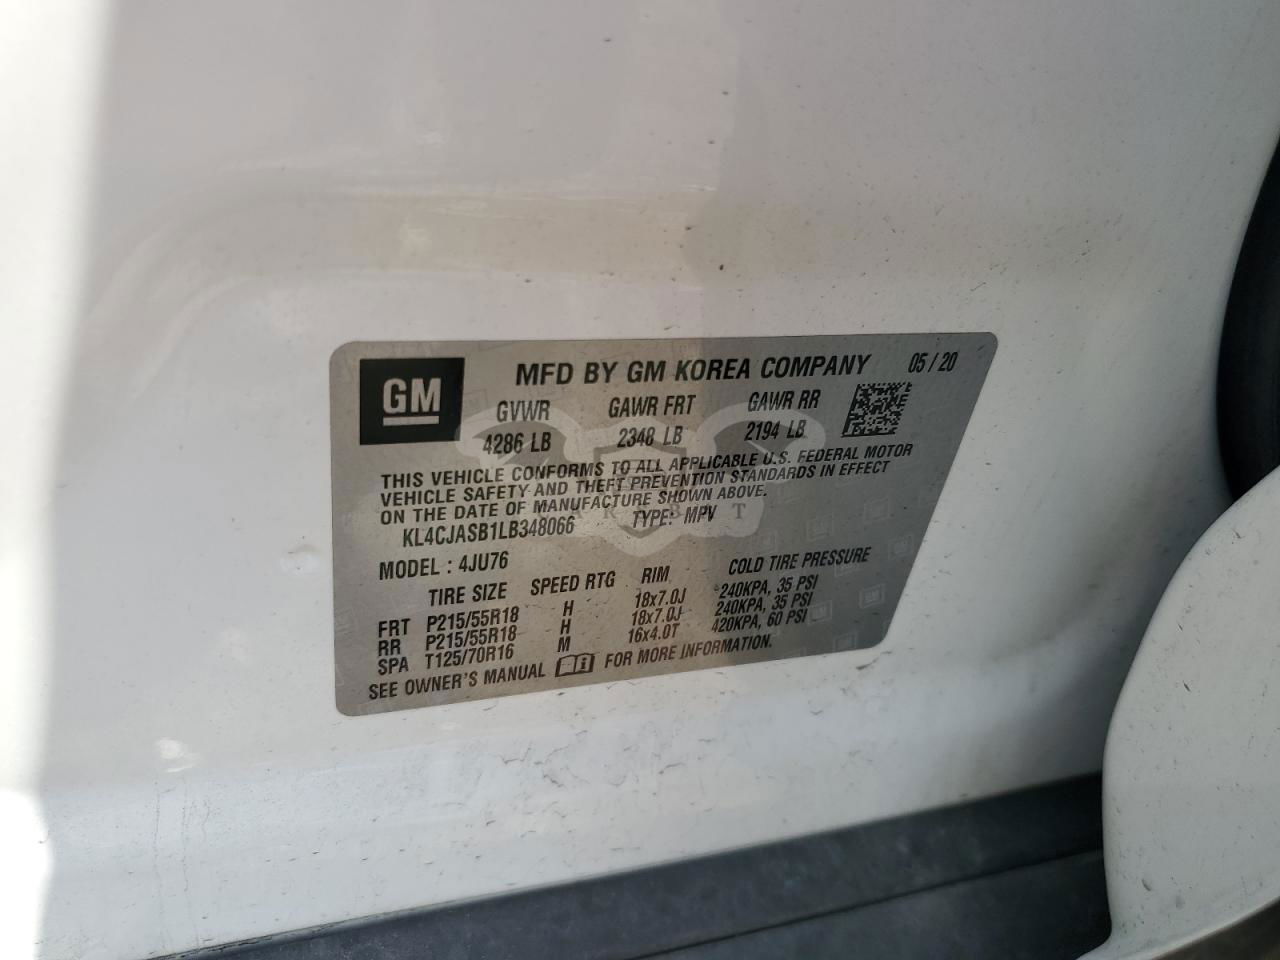 GM
MFD BY GM KOREA COMPANY 05 / 20
GVWR GAWR FRT GAWR RR
4286 LB 2348 LB 2194 LB
THIS VEHICLE CONFORMS TO ALL APPLICABLE U.S. FEDERAL MOTOR
VEHICLE SAFETY AND THEFT PREVENTION STANDARDS IN EFFECT
ON THE DATE OF MANUFACTURE SHOWN ABOVE.
KL4CJASB1LB348066 TYPE: MPV
MODEL : 4JU76
TIRE SIZE SPEED RTG RIM COLD TIRE PRESSURE
FRT P215/55R18 H 18x7.0J 240KPA, 35 PSI
RR P215/55R18 H 18x7.0J 240KPA, 35 PSI
SPA T125/70R16 M 16x4.0T 420KPA, 60 PSI
SEE OWNER'S MANUAL FOR MORE INFORMATION.